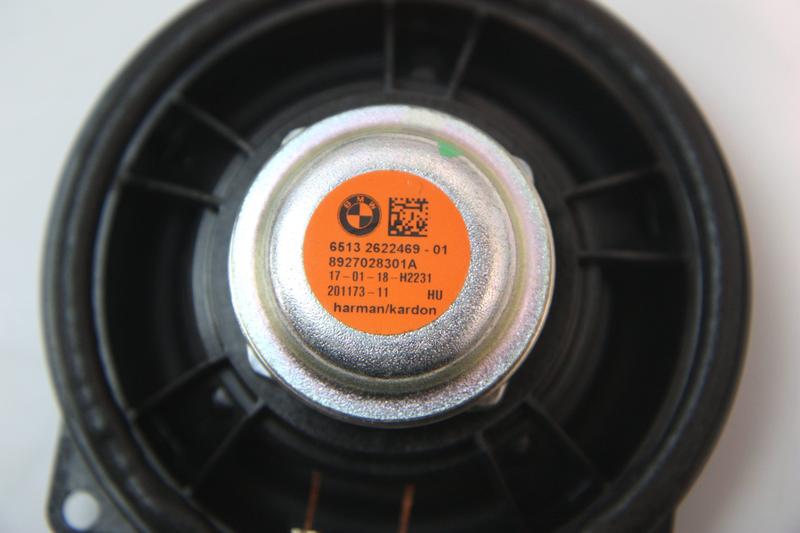 BMW
6513 2622469-01
8927028301A
17-01-18-H2231
201173-11 HU
harman/kardon